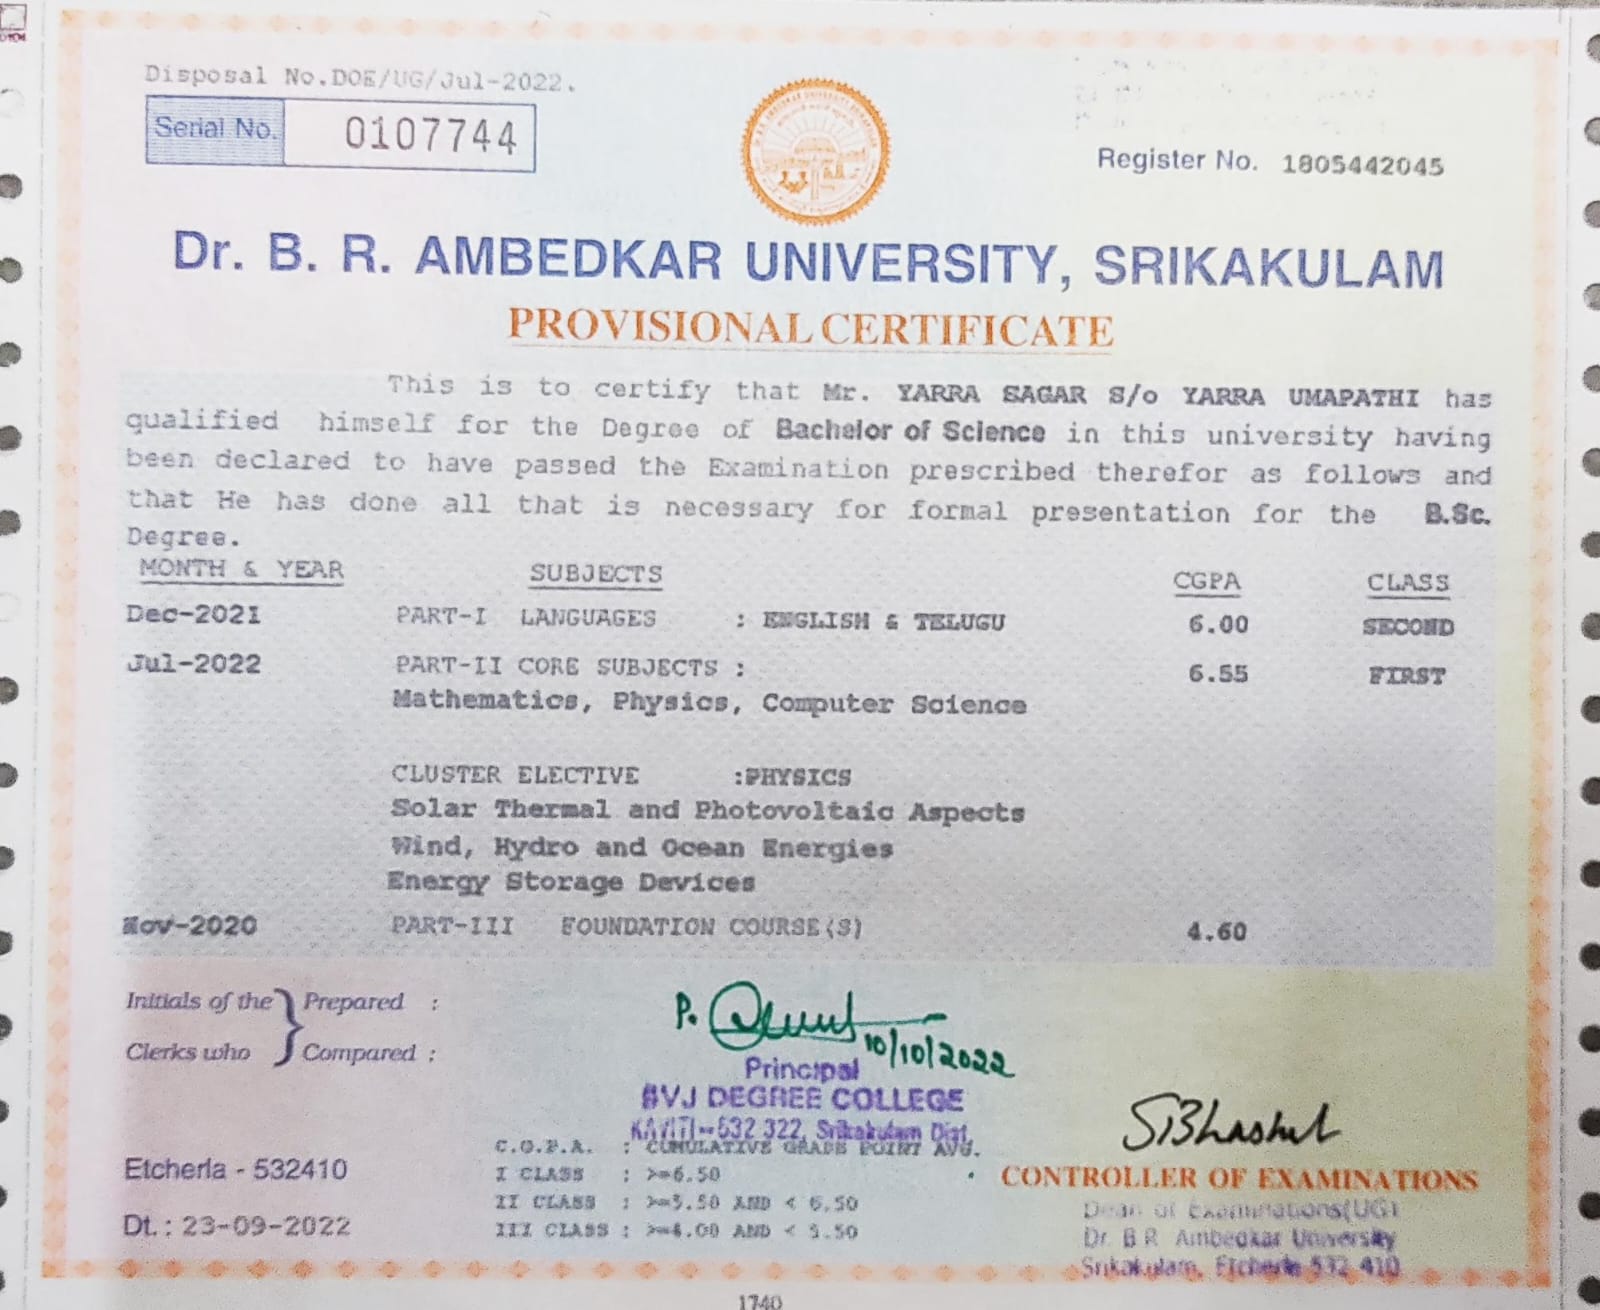 Disposal No.DOE/UG/Jul-2022.
Serial No. 0107744
Register No. 1805442045
Dr. B. R. AMBEDKAR UNIVERSITY, SRIKAKULAM
PROVISIONAL CERTIFICATE
This is to certify that Mr. YARRA SAGAR S/o YARRA UMAPATHI has
qualified himself for the Degree of Bachelor of Science in this university having
been declared to have passed the Examination prescribed therefor as follows and
that He has done all that is necessary for formal presentation for the B.Sc.
Degree.
MONTH & YEAR SUBJECTS CGPA CLASS
Dec-2021 PART-I LANGUAGES : ENGLISH & TELUGU 6.00 SECOND
Jul-2022 PART-II CORE SUBJECTS : 6.55 FIRST
Mathematics, Physics, Computer Science
CLUSTER ELECTIVE :PHYSICS
Solar Thermal and Photovoltaic Aspects
Wind, Hydro and Ocean Energies
Energy Storage Devices
Nov-2020 PART-III FOUNDATION COURSE(S) 4.60
Initials of the } Prepared :
Clerks who Compared :
P.
10/10/2022
Principal
SVJ DEGREE COLLEGE
KAVITI-532 322, Srikakulam Dist.
C.G.P.A. : CUMULATIVE GRADE POINT AVG.
I CLASS : >=6.50
II CLASS : >=5.50 AND < 6.50
III CLASS : >=4.00 AND < 5.50
Etcherla - 532410
Dt.: 23-09-2022
CONTROLLER OF EXAMINATIONS
Dean of Examinations(UG)
Dr. B R Ambedkar University
Srikakulam, Etcherla 532 410
1740